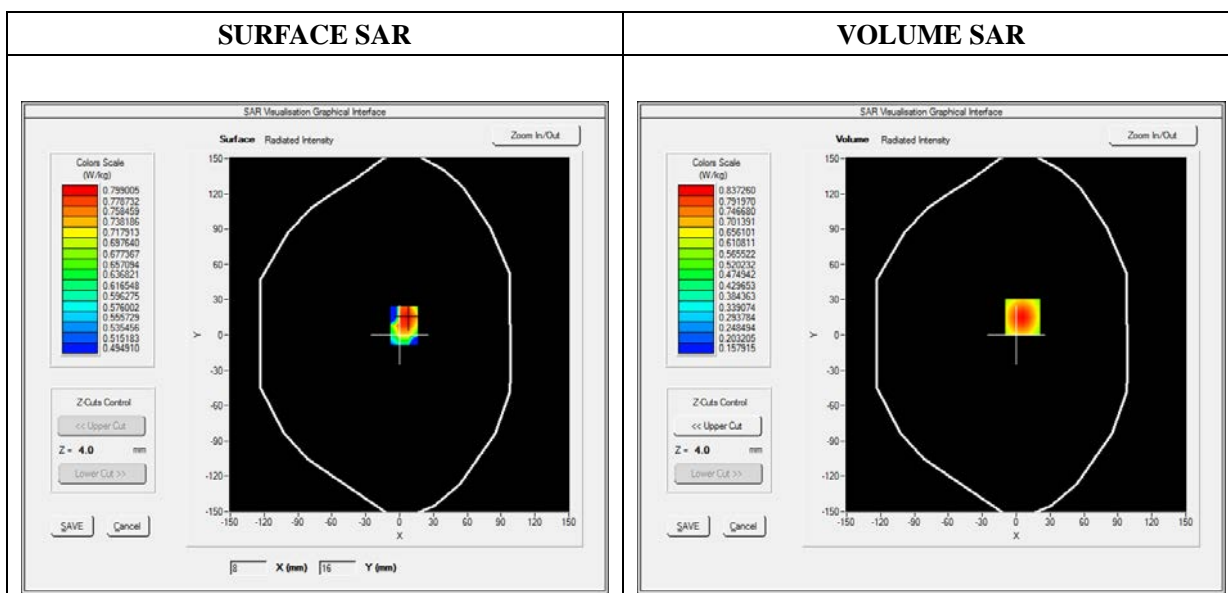 SURFACE SAR
VOLUME SAR
SAR Visualisation Graphical Interface
Surface Radiated Intensity
Zoom In/Out
Colors Scale
(W/kg)
0.799005
0.778732
0.758459
0.738186
0.717913
0.697640
0.677367
0.657094
0.636821
0.616548
0.596275
0.576002
0.555729
0.535456
0.515183
0.494910
Z-Cuts Control
<< Upper Cut
Z = 4.0 mm
Lower Cut >>
SAVE Cancel
150
120
90
60
30
0
-30
-60
-90
-120
-150
Y
-150 -120 -90 -60 -30 0 30 60 90 120 150
X
8 X (mm) 16 Y (mm)
SAR Visualisation Graphical Interface
Volume Radiated Intensity
Zoom In/Out
Colors Scale
(W/kg)
0.837260
0.791970
0.746680
0.701391
0.656101
0.610811
0.565522
0.520232
0.474942
0.429653
0.384363
0.339074
0.293784
0.248494
0.203205
0.157915
Z-Cuts Control
<< Upper Cut
Z = 4.0 mm
Lower Cut >>
SAVE Cancel
150
120
90
60
30
0
-30
-60
-90
-120
-150
Y
-150 -120 -90 -60 -30 0 30 60 90 120 150
X